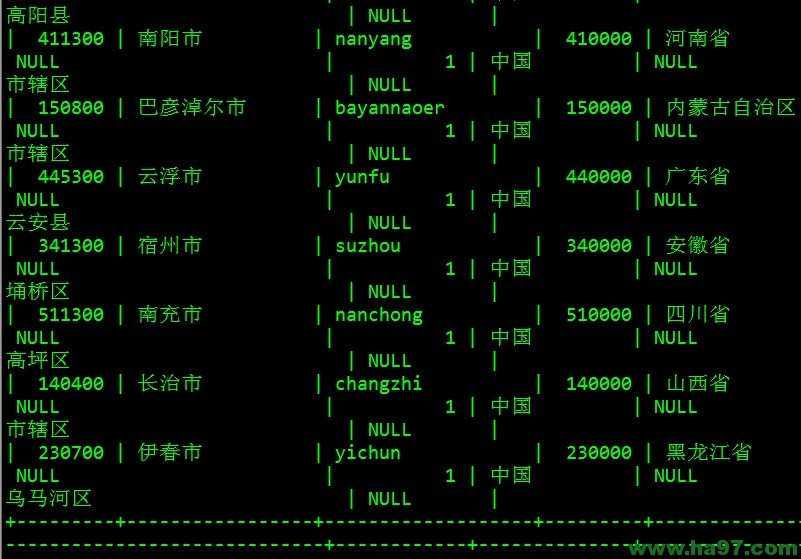 高阳县 | NULL |
| 411300 | 南阳市 | nanyang | 410000 | 河南省
NULL | 1 | 中国 | NULL
市辖区 | NULL |
| 150800 | 巴彦淖尔市 | bayannaoer | 150000 | 内蒙古自治区
NULL | 1 | 中国 | NULL
市辖区 | NULL |
| 445300 | 云浮市 | yunfu | 440000 | 广东省
NULL | 1 | 中国 | NULL
云安县 | NULL |
| 341300 | 宿州市 | suzhou | 340000 | 安徽省
NULL | 1 | 中国 | NULL
埇桥区 | NULL |
| 511300 | 南充市 | nanchong | 510000 | 四川省
NULL | 1 | 中国 | NULL
高坪区 | NULL |
| 140400 | 长治市 | changzhi | 140000 | 山西省
NULL | 1 | 中国 | NULL
市辖区 | NULL |
| 230700 | 伊春市 | yichun | 230000 | 黑龙江省
NULL | 1 | 中国 | NULL
乌马河区 | NULL |
+---------+------------------+-------------------+---------+--------------
-----------------------------+------------+--------------+--------------
www.ha97.com